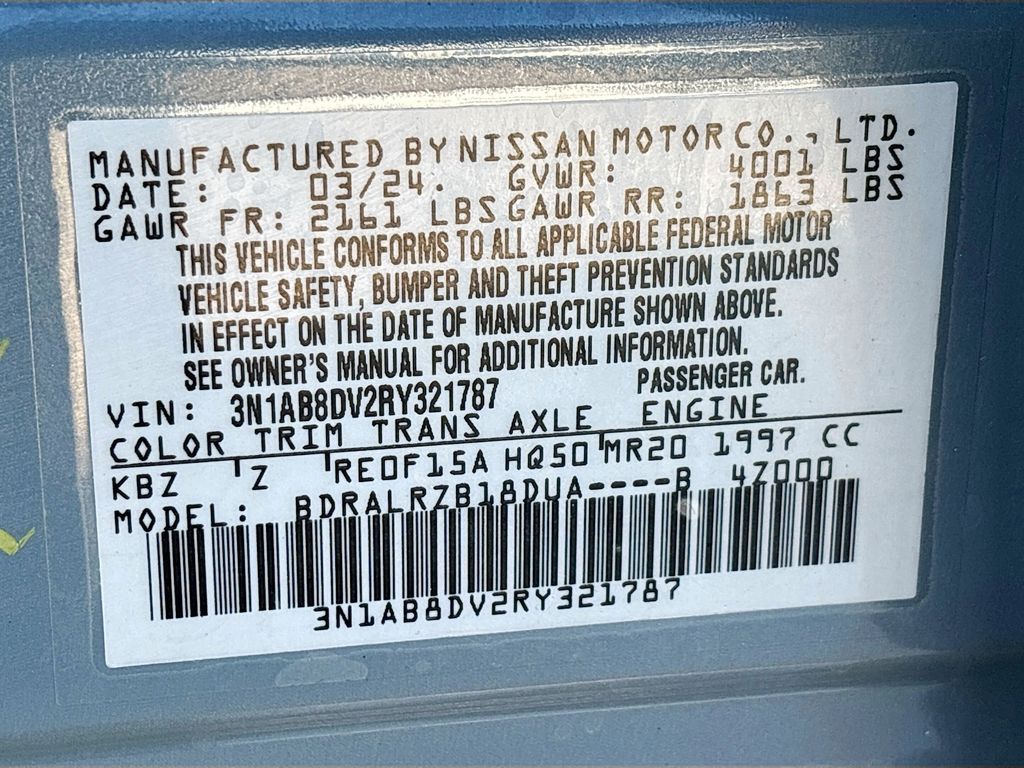 MANUFACTURED BY NISSAN MOTOR CO., LTD.
DATE: 03/24. GVWR: 4001 LBS
GAWR FR: 2161 LBS GAWR RR: 1863 LBS
THIS VEHICLE CONFORMS TO ALL APPLICABLE FEDERAL MOTOR
VEHICLE SAFETY, BUMPER AND THEFT PREVENTION STANDARDS
IN EFFECT ON THE DATE OF MANUFACTURE SHOWN ABOVE.
SEE OWNER'S MANUAL FOR ADDITIONAL INFORMATION.
VIN: 3N1AB8DV2RY321787 PASSENGER CAR.
COLOR TRIM TRANS AXLE ENGINE
KBZ 'Z 'RE0F15A HQ50 'MR20 1997 CC
MODEL: BDRALRZB18DUA----B 4Z000
3N1AB8DV2RY321787